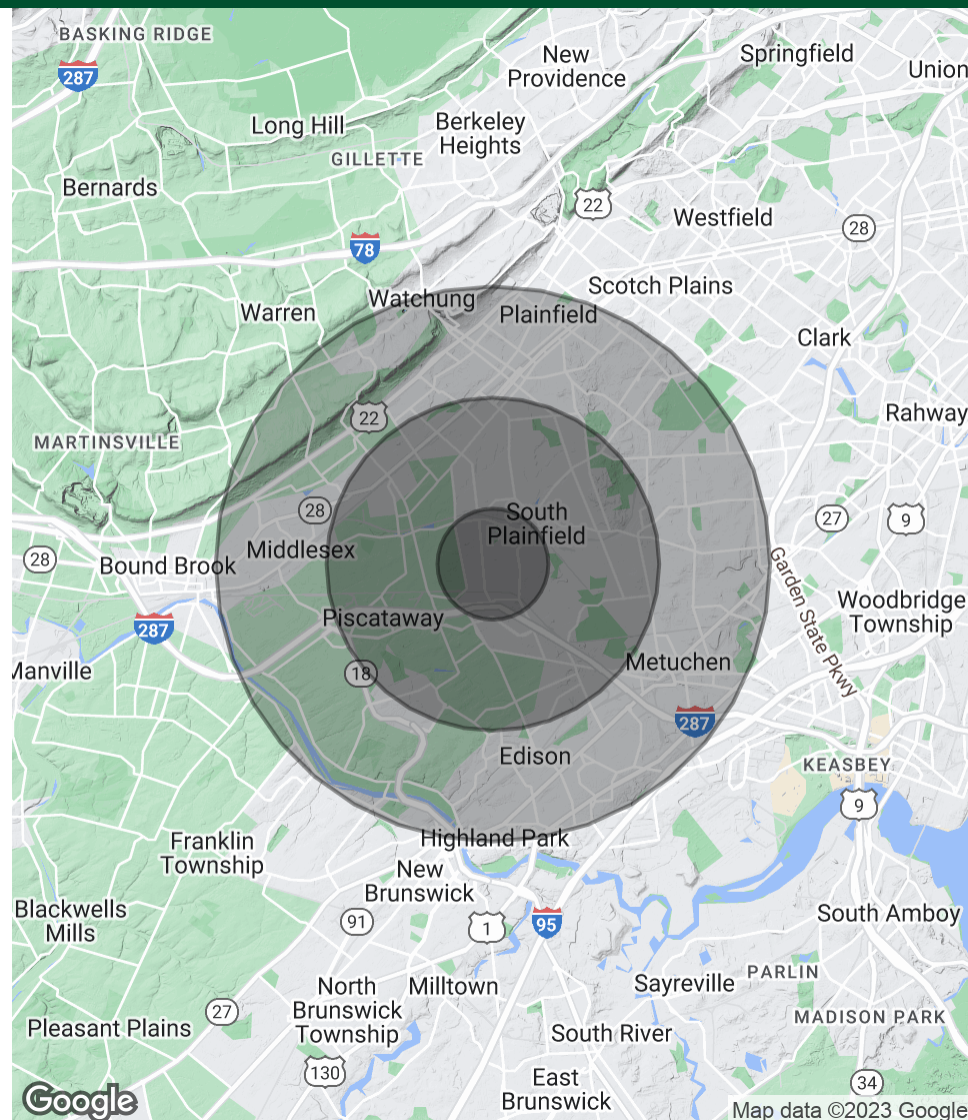 BASKING RIDGE
287
New
Providence
Springfield
Union
Long Hill
Berkeley
Heights
GILLETTE
Bernards
22
Westfield
28
78
Scotch Plains
Watchung
Warren
Plainfield
Clark
22
Rahway
MARTINSVILLE
28
South
Plainfield
27
9
28
Middlesex
Bound Brook
Garden State Pkwy
Woodbridge
Township
287
Piscataway
Manville
18
Metuchen
287
Edison
KEASBEY
9
Highland Park
Franklin
Township
New
Brunswick
Blackwells
Mills
91
1
95
South Amboy
PARLIN
North
Brunswick
Township
Milltown
Sayreville
27
Pleasant Plains
MADISON PARK
South River
130
East
Brunswick
34
Google
Map data ©2023 Google